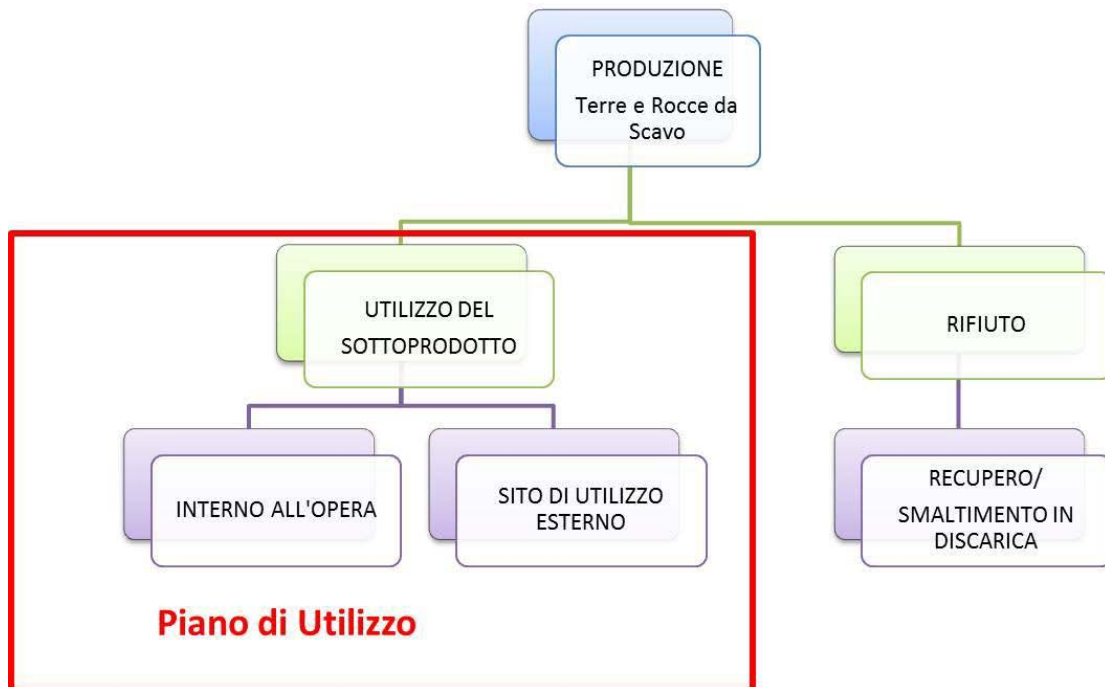 PRODUZIONE
Terre e Rocce da
Scavo
UTILIZZO DEL
SOTTOPRODOTTO
RIFIUTO
INTERNO ALL'OPERA
SITO DI UTILIZZO
ESTERNO
RECUPERO/
SMALTIMENTO IN
DISCARICA
Piano di Utilizzo